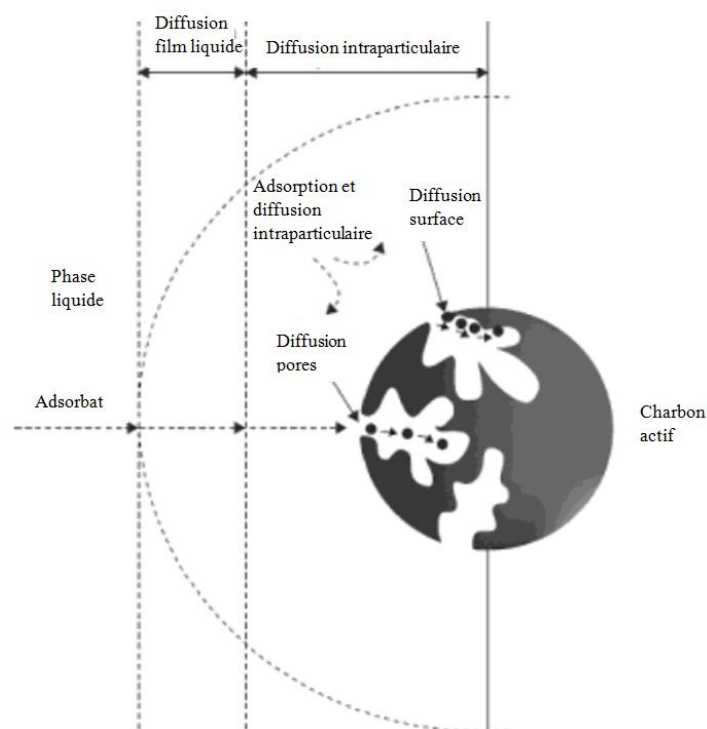 Diffusion
film liquide
Diffusion intraparticulaire
Adsorption et
diffusion
intraparticulaire
Diffusion
surface
Phase
liquide
Diffusion
pores
Adsorbat
Charbon
actif